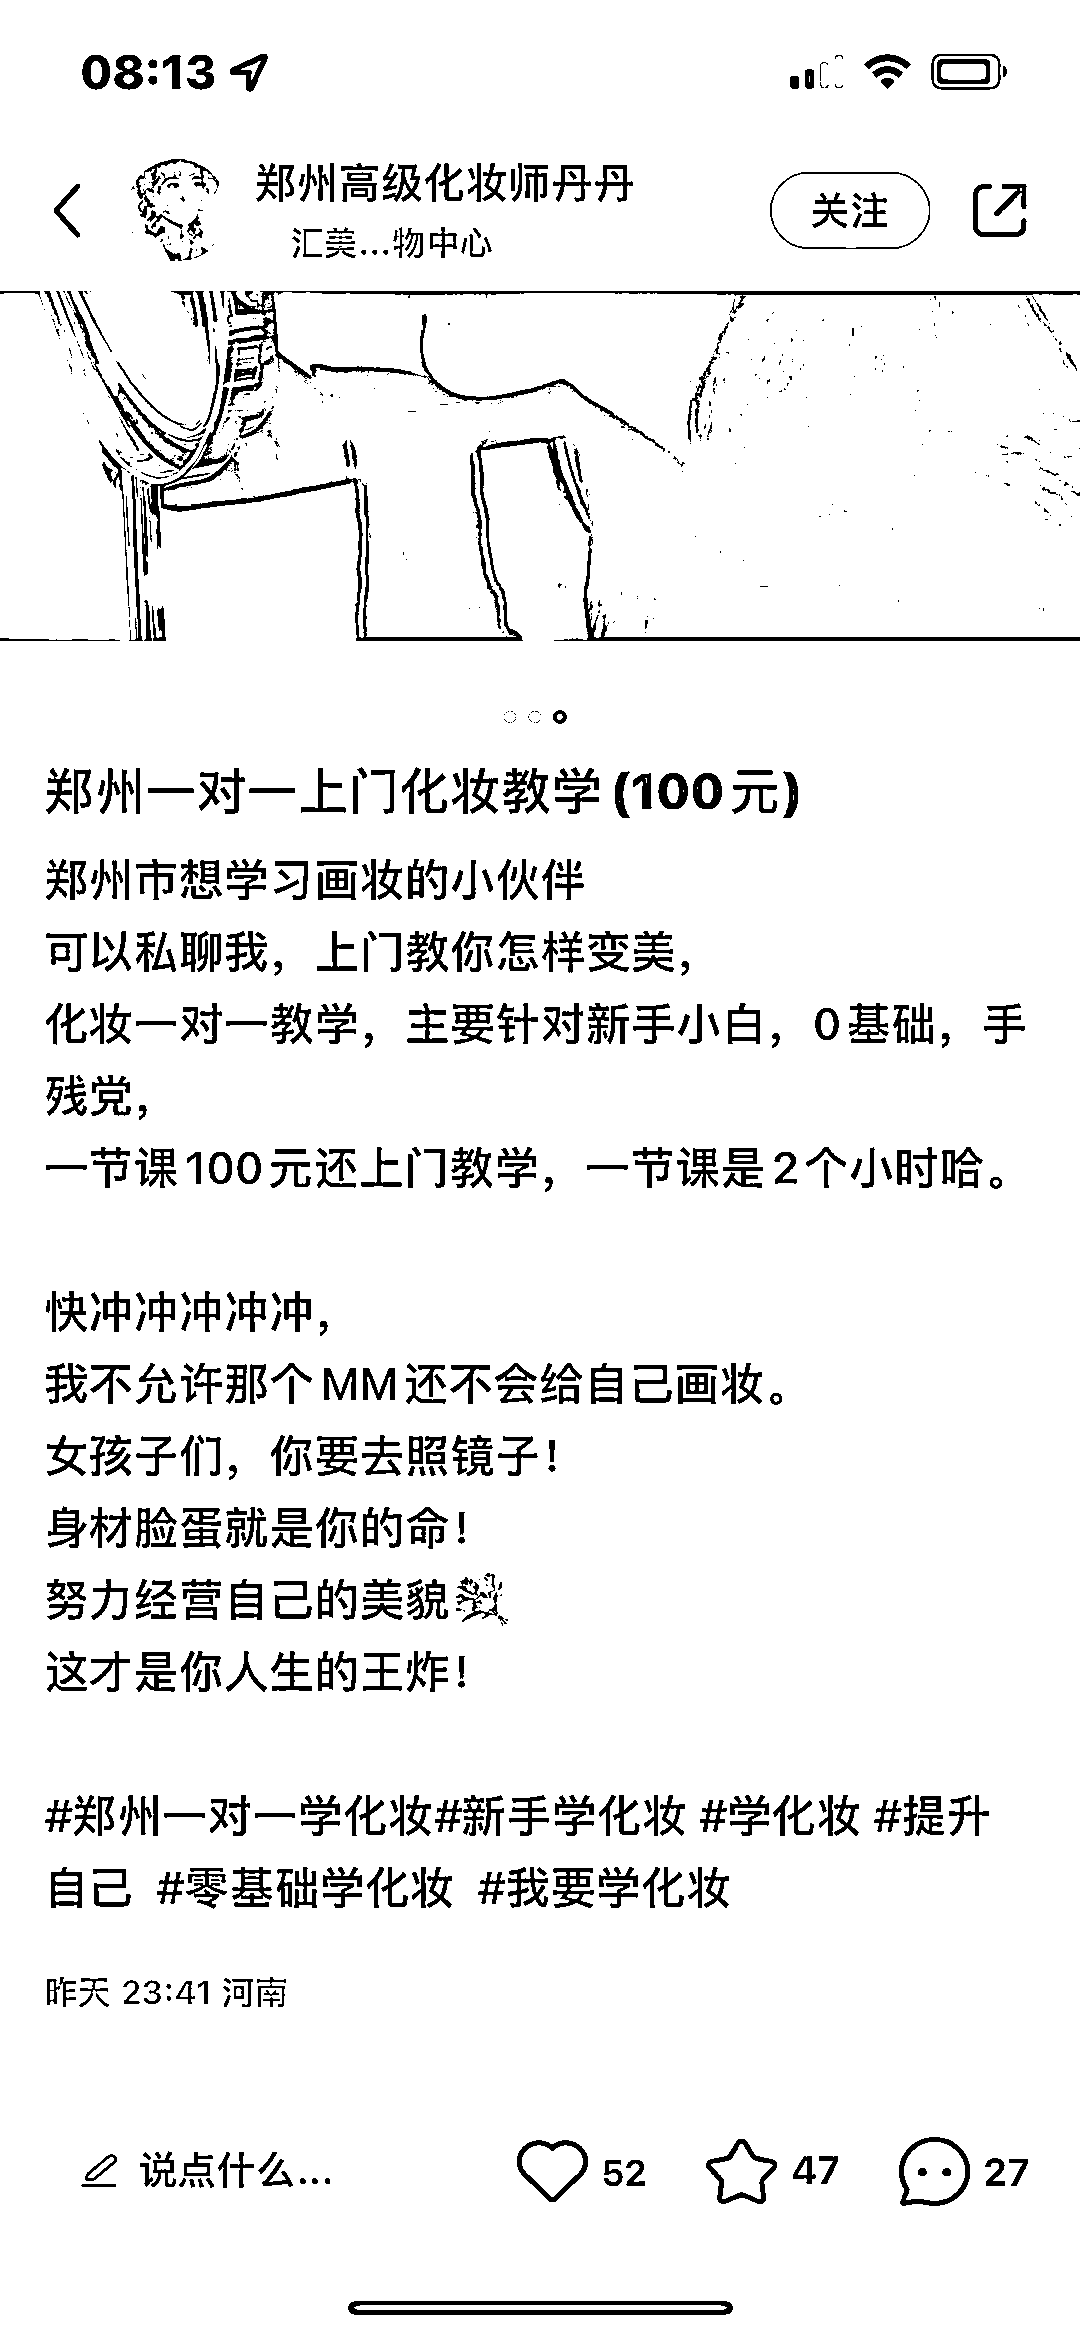 08:13
郑州高级化妆师丹丹
关注
汇美...物中心
郑州一对一上门化妆教学(100元)
郑州市想学习画妆的小伙伴
可以私聊我，上门教你怎样变美，
化妆一对一教学，主要针对新手小白，0基础，手
残党，
一节课100元还上门教学，一节课是2个小时哈。
快冲冲冲冲冲，
我不允许那个MM还不会给自己画妆。
女孩子们，你要去照镜子！
身材脸蛋就是你的命！
努力经营自己的美貌
这才是你人生的王炸！
#郑州一对一学化妆#新手学化妆 #学化妆 #提升
自己 #零基础学化妆 #我要学化妆
昨天 23:41 河南
说点什么... 52 47 27